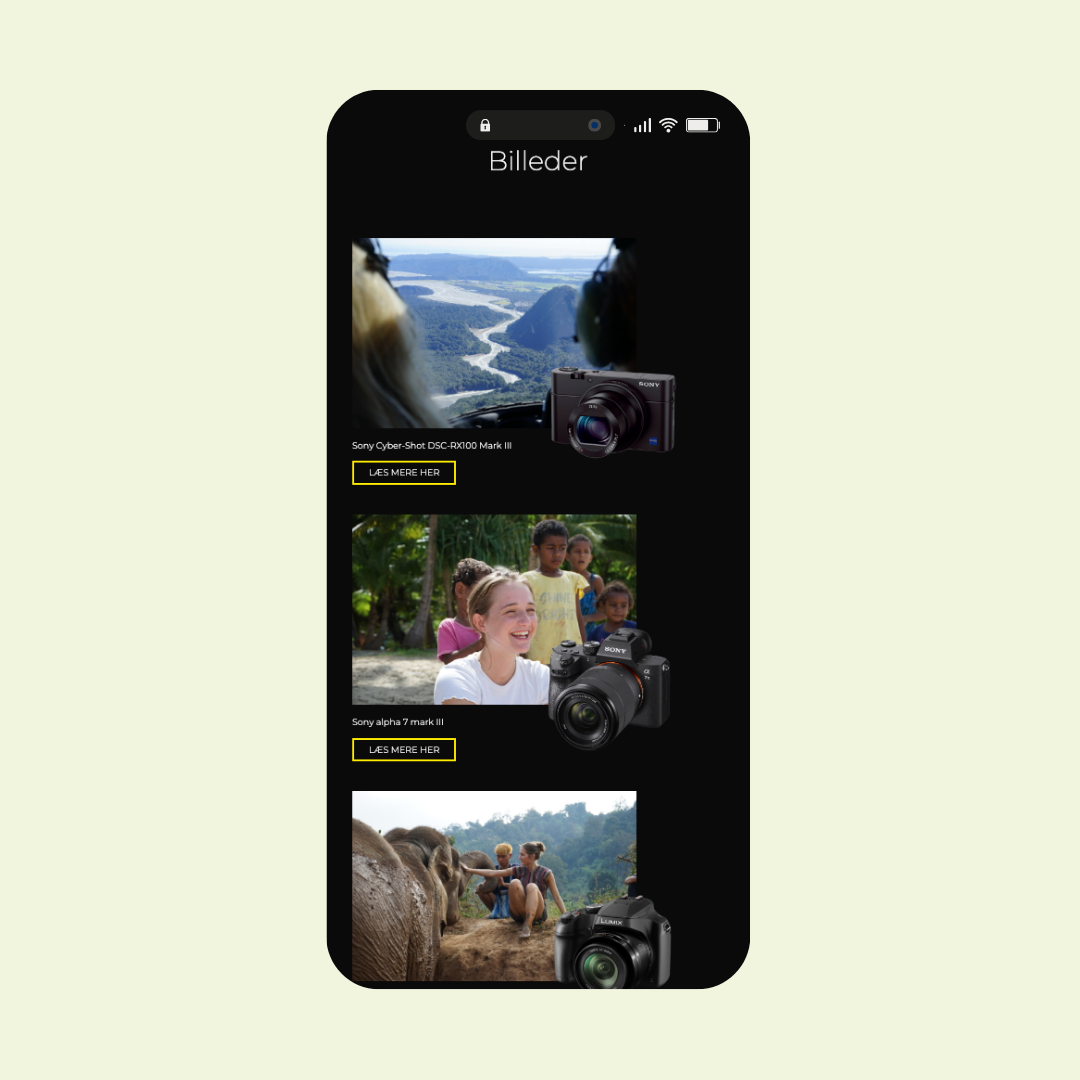 Billeder
SONY
Sony Cyber-Shot DSC-RX100 Mark III
LÆS MERE HER
SONY
Sony alpha 7 mark III
LÆS MERE HER
LUMIX